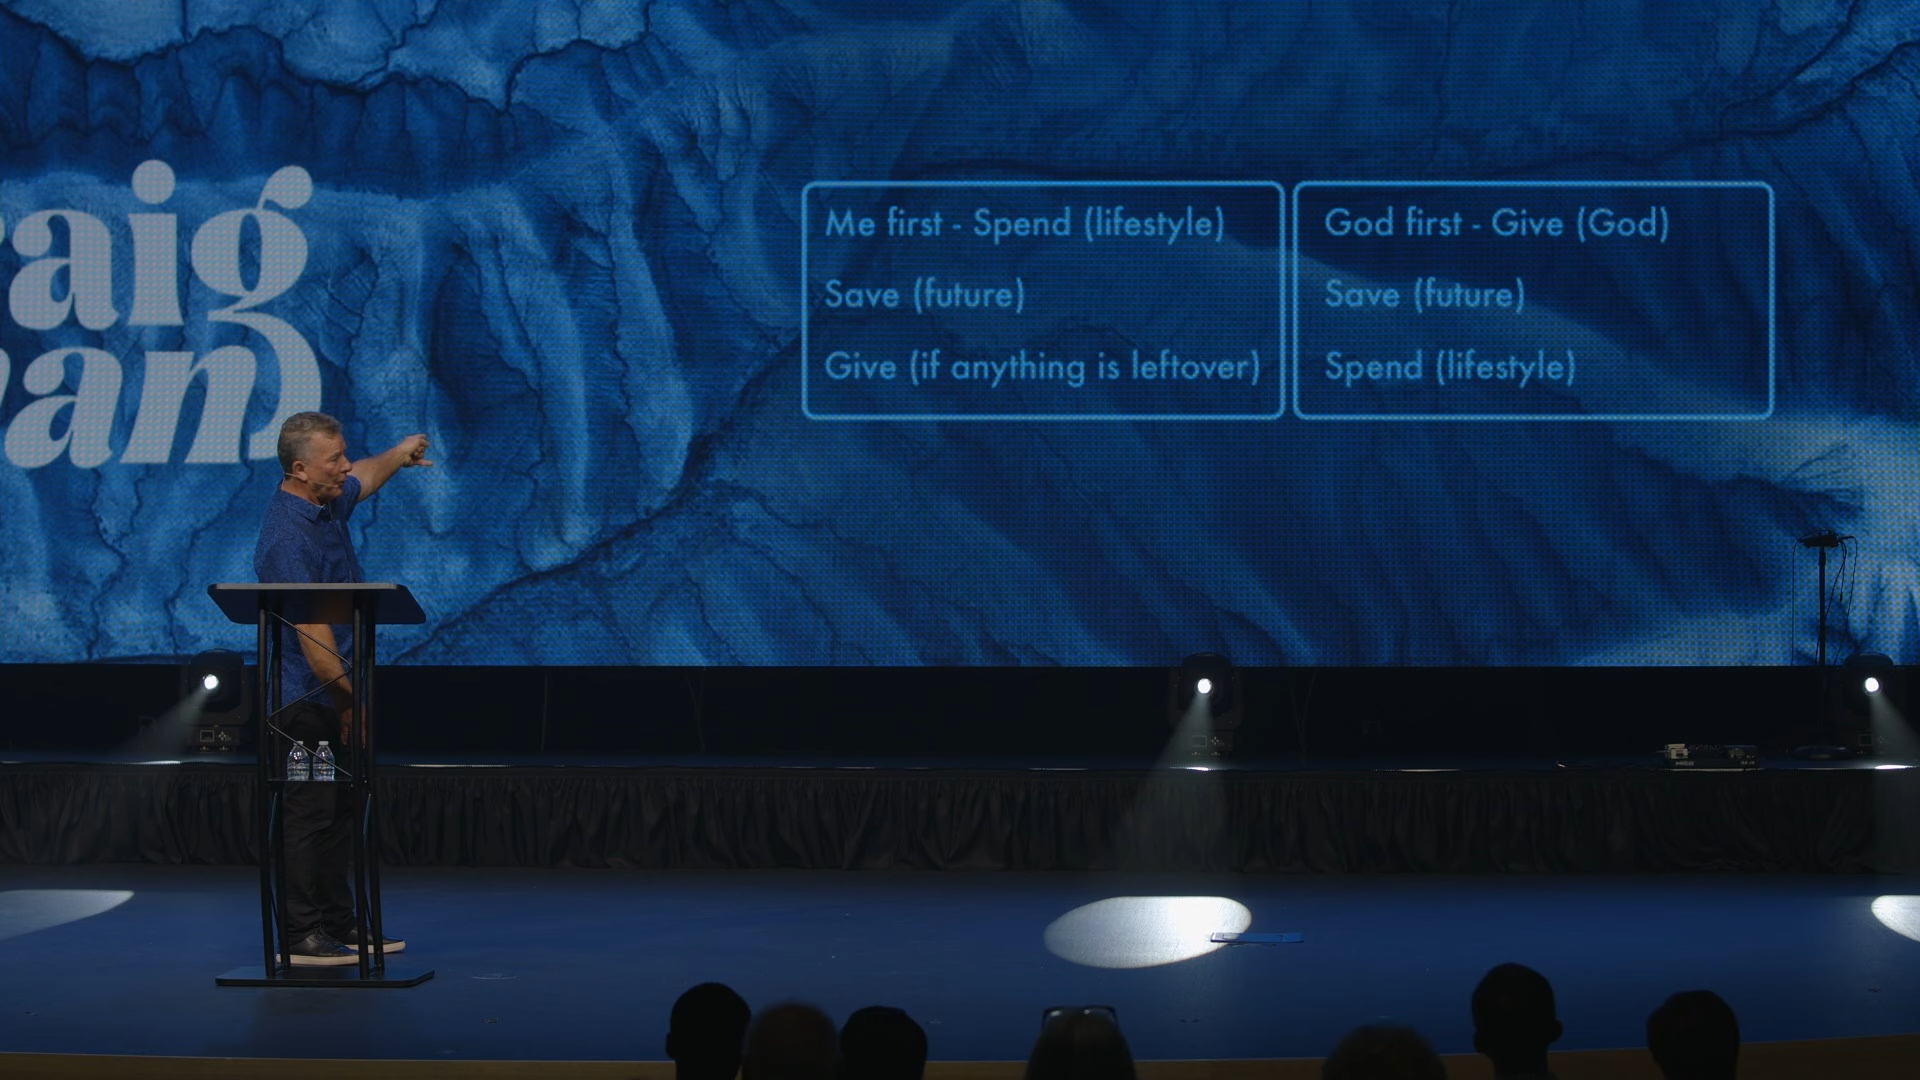 aig
an
Me first - Spend (lifestyle)
Save (future)
Give (if anything is leftover)
God first - Give (God)
Save (future)
Spend (lifestyle)